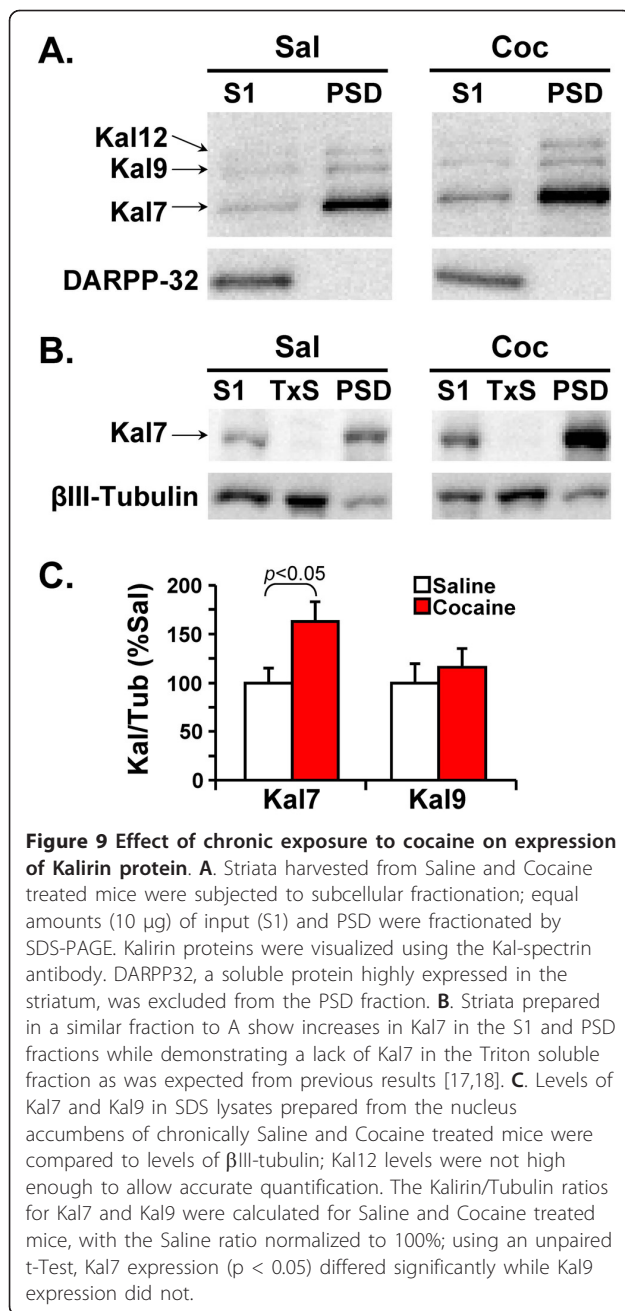 A.
Sal
Coc
S1 PSD
S1 PSD
Kal12
Kal9
Kal7
DARPP-32
B.
Sal
Coc
S1 TxS PSD
S1 TxS PSD
Kal7
βIII-Tubulin
C.
Kal/Tub (%Sal)
200
150
100
50
0
p<0.05
Saline
Cocaine
Kal7
Kal9
Figure 9 Effect of chronic exposure to cocaine on expression
of Kalirin protein. A. Striata harvested from Saline and Cocaine
treated mice were subjected to subcellular fractionation; equal
amounts (10 μg) of input (S1) and PSD were fractionated by
SDS-PAGE. Kalirin proteins were visualized using the Kal-spectrin
antibody. DARPP32, a soluble protein highly expressed in the
striatum, was excluded from the PSD fraction. B. Striata prepared
in a similar fraction to A show increases in Kal7 in the S1 and PSD
fractions while demonstrating a lack of Kal7 in the Triton soluble
fraction as was expected from previous results [17,18]. C. Levels of
Kal7 and Kal9 in SDS lysates prepared from the nucleus
accumbens of chronically Saline and Cocaine treated mice were
compared to levels of βIII-tubulin; Kal12 levels were not high
enough to allow accurate quantification. The Kalirin/Tubulin ratios
for Kal7 and Kal9 were calculated for Saline and Cocaine treated
mice, with the Saline ratio normalized to 100%; using an unpaired
t-Test, Kal7 expression (p < 0.05) differed significantly while Kal9
expression did not.